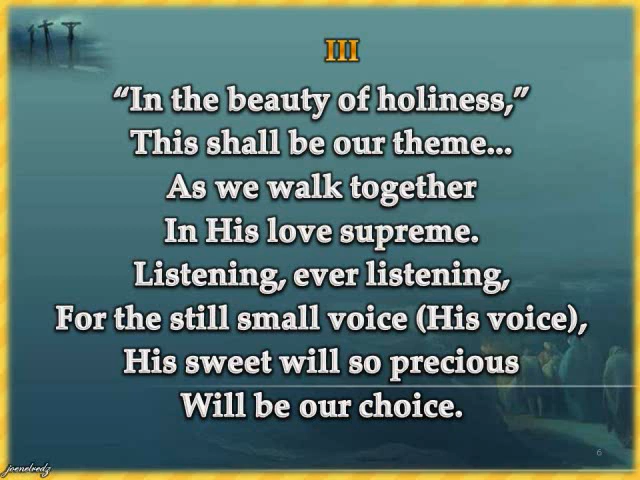 III
“In the beauty of holiness,”
This shall be our theme...
As we walk together
In His love supreme.
Listening, ever listening,
For the still small voice (His voice),
His sweet will so precious
Will be our choice.
6
joenelredz